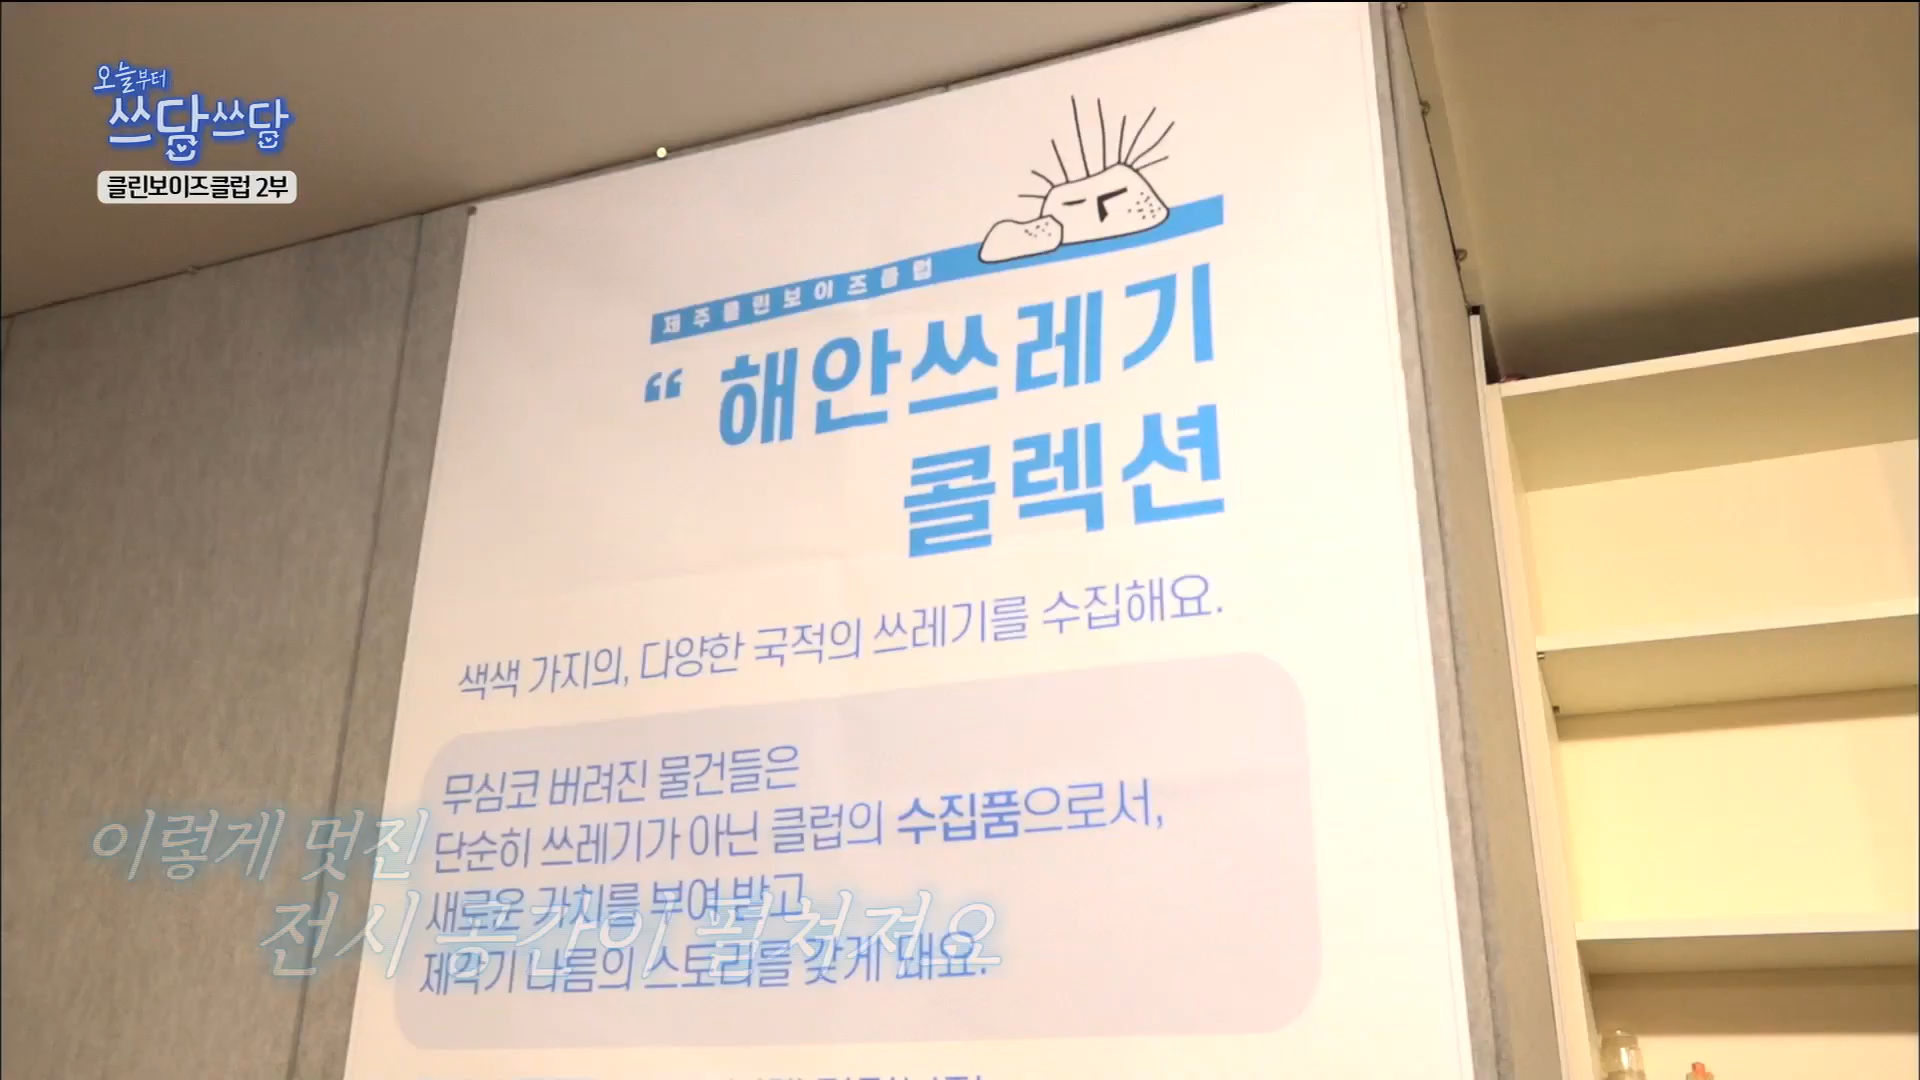 오늘부터
쓰담쓰담
클린보이즈클럽 2부
제주클린보이즈클럽
“ 해안쓰레기
콜렉션
색색 가지의, 다양한 국적의 쓰레기를 수집해요.
무심코 버려진 물건들은
단순히 쓰레기가 아닌 클럽의 수집품으로서,
새로운 가치를 부여 받고
제각기 나름의 스토리를 갖게 돼요.
이렇게 멋진
전시 공간이 펼쳐져요